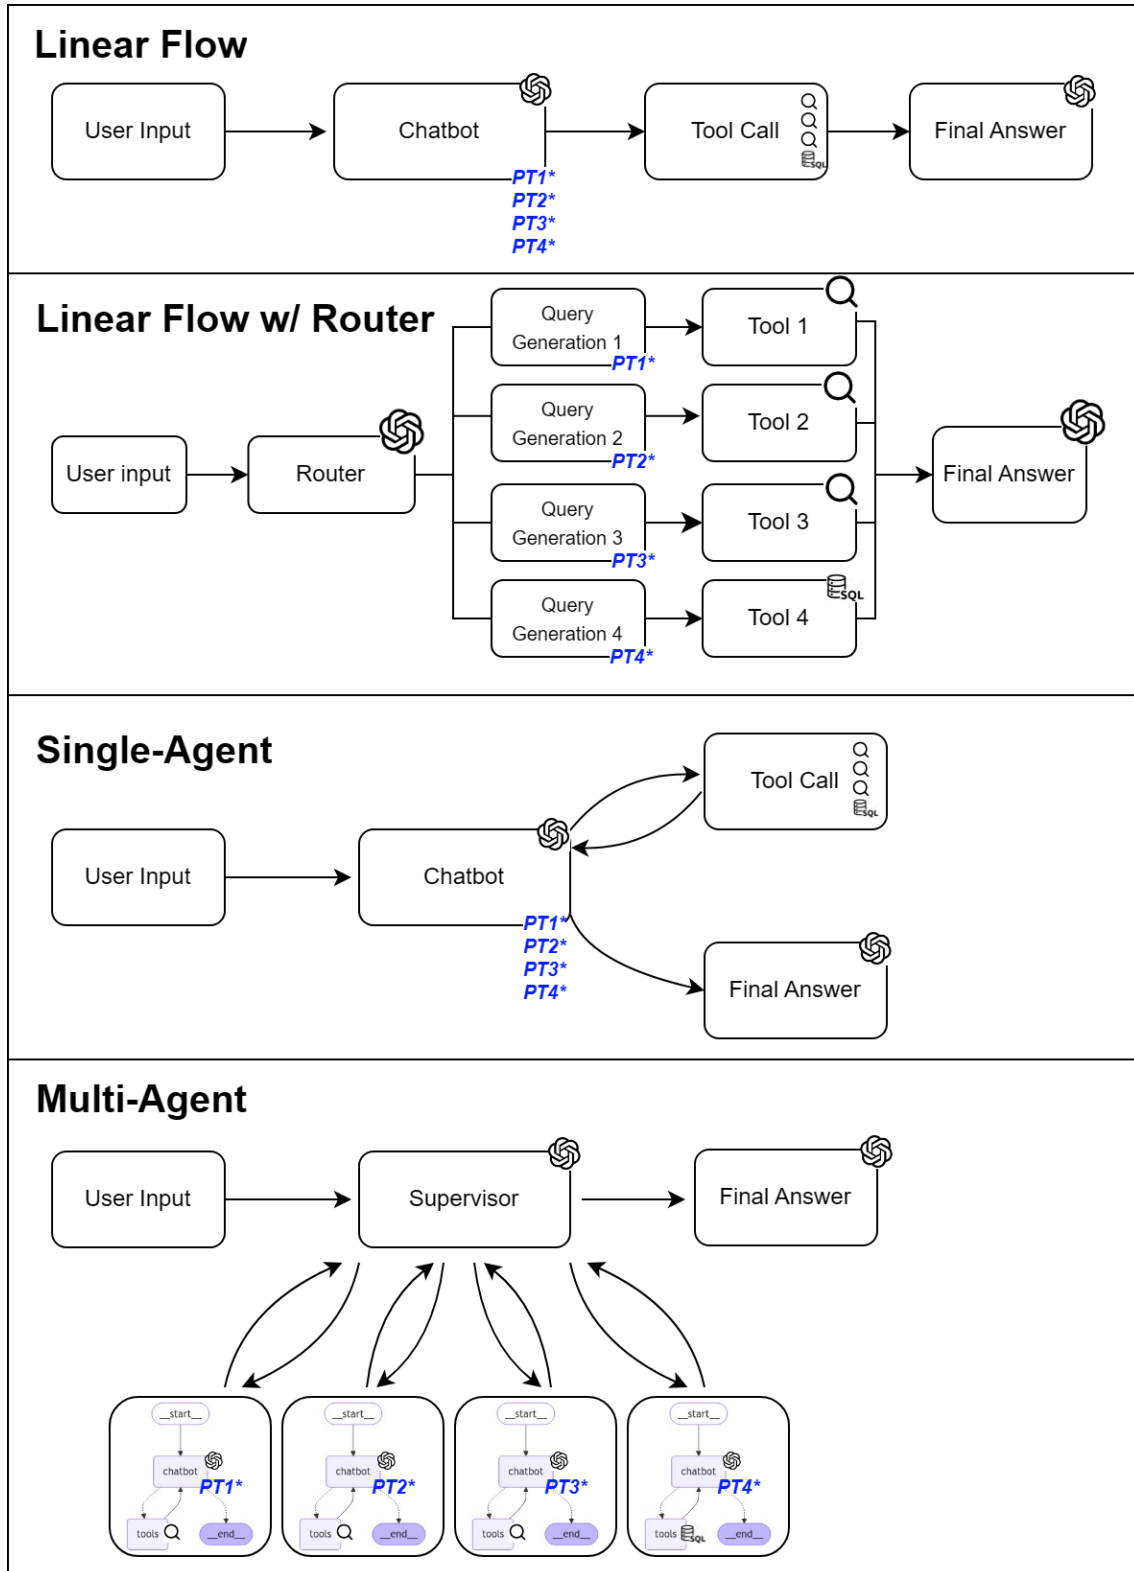 Linear Flow
User Input
Chatbot
Tool Call
SQL
Final Answer
PT1*
PT2*
PT3*
PT4*
Linear Flow w/ Router
User input
Router
Query
Generation 1
PT1*
Tool 1
Query
Generation 2
PT2*
Tool 2
Query
Generation 3
PT3*
Tool 3
Query
Generation 4
PT4*
Tool 4
SQL
Final Answer
Single-Agent
User Input
Chatbot
PT1*
PT2*
PT3*
PT4*
Tool Call
SQL
Final Answer
Multi-Agent
User Input
Supervisor
Final Answer
__start__
chatbot
PT1*
tools
__end__
__start__
chatbot
PT2*
tools
__end__
__start__
chatbot
PT3*
tools
__end__
__start__
chatbot
PT4*
tools
SQL
__end__